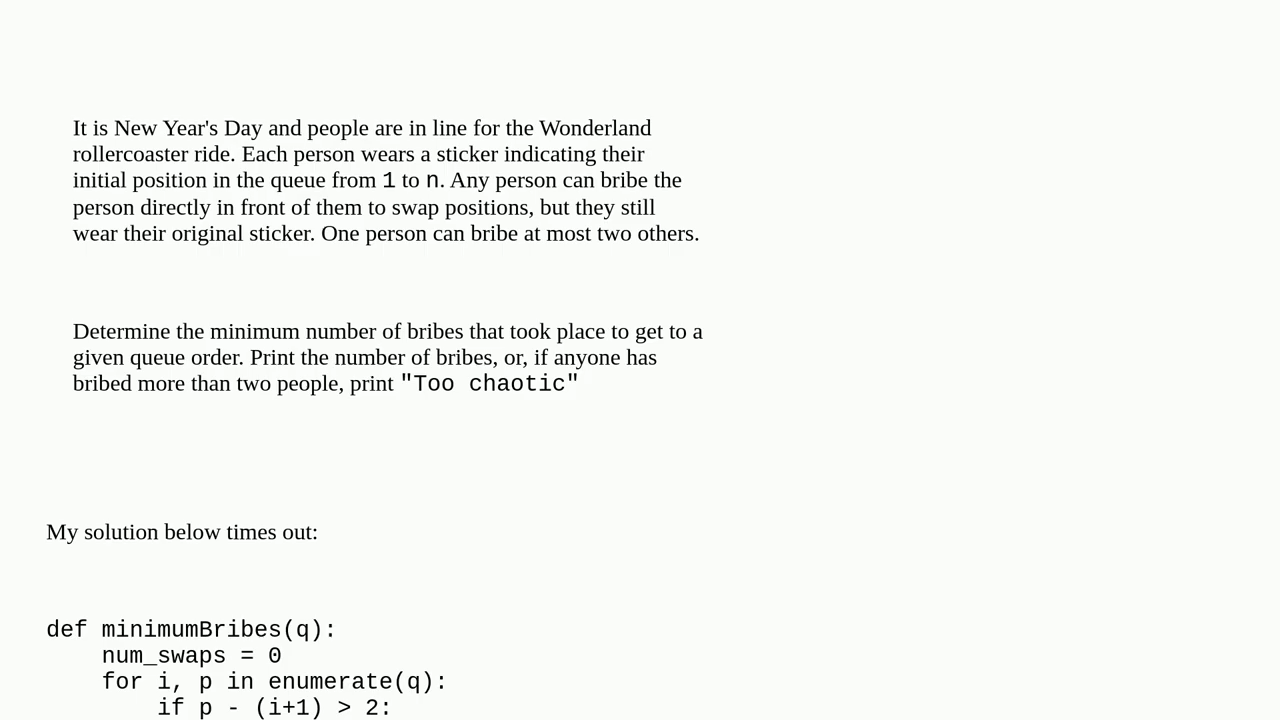 It is New Year's Day and people are in line for the Wonderland
rollercoaster ride. Each person wears a sticker indicating their
initial position in the queue from 1 to n. Any person can bribe the
person directly in front of them to swap positions, but they still
wear their original sticker. One person can bribe at most two others.
Determine the minimum number of bribes that took place to get to a
given queue order. Print the number of bribes, or, if anyone has
bribed more than two people, print "Too chaotic"
My solution below times out:
def minimumBribes(q):
    num_swaps = 0
    for i, p in enumerate(q):
        if p - (i+1) > 2: